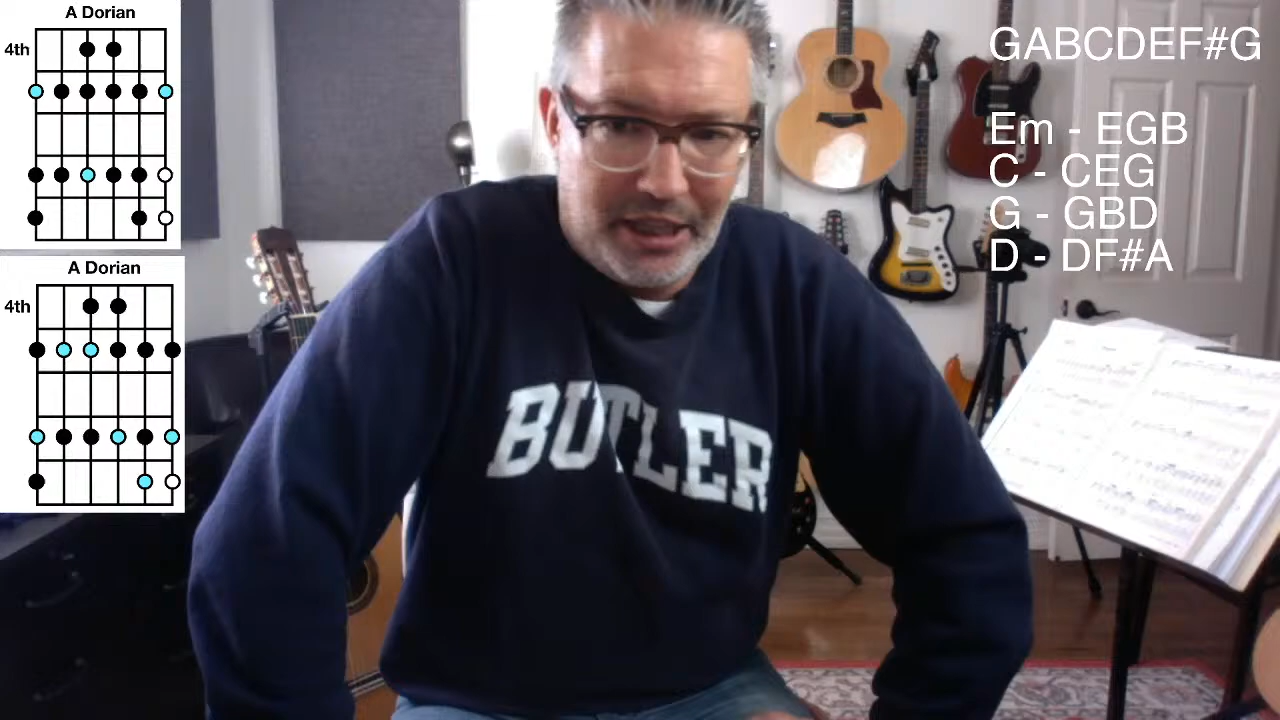 A Dorian
4th
A Dorian
4th
GABCDEF#G
Em - EGB
C - CEG
G - GBD
D - DF#A
BUTLER